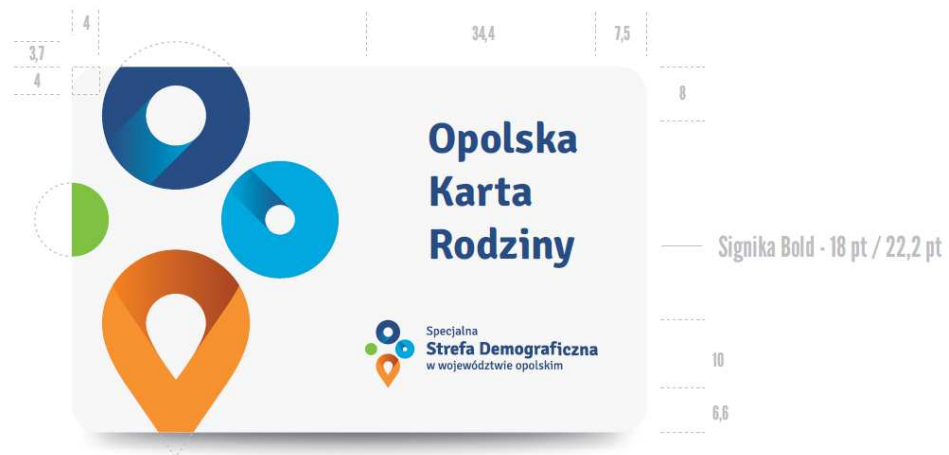 4
34,4
7,5
3,7
4
8
Opolska
Karta
Rodziny
Signika Bold - 18 pt / 22,2 pt
Specjalna
Strefa Demograficzna
w województwie opolskim
10
6,6